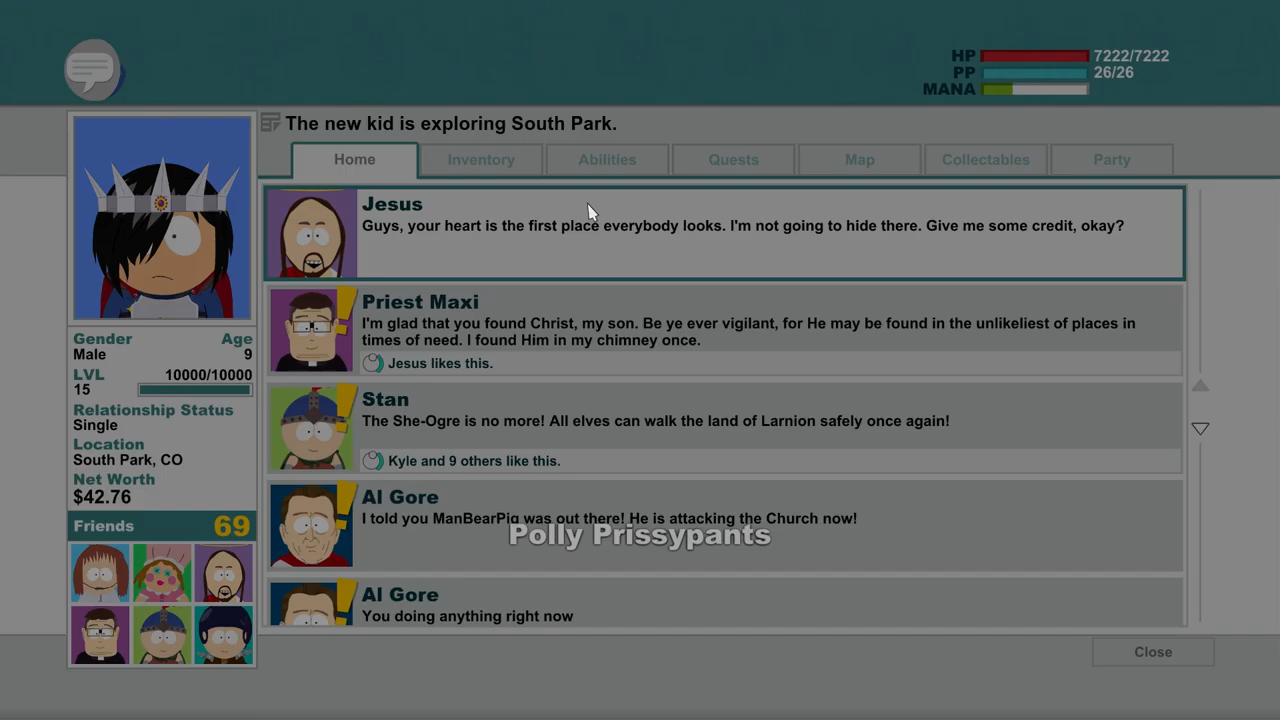 HP 7222/7222
PP 26/26
MANA
The new kid is exploring South Park.
Home Inventory Abilities Quests Map Collectables Party
Jesus
Guys, your heart is the first place everybody looks. I'm not going to hide there. Give me some credit, okay?
Priest Maxi
I'm glad that you found Christ, my son. Be ye ever vigilant, for He may be found in the unlikeliest of places in
times of need. I found Him in my chimney once.
Jesus likes this.
Gender Age
Male 9
LVL 10000/10000
15
Relationship Status
Single
Location
South Park, CO
Net Worth
$42.76
Friends 69
Stan
The She-Ogre is no more! All elves can walk the land of Larnion safely once again!
Kyle and 9 others like this.
Al Gore
I told you ManBearPig was out there! He is attacking the Church now!
Polly Prissypants
Al Gore
You doing anything right now
Close